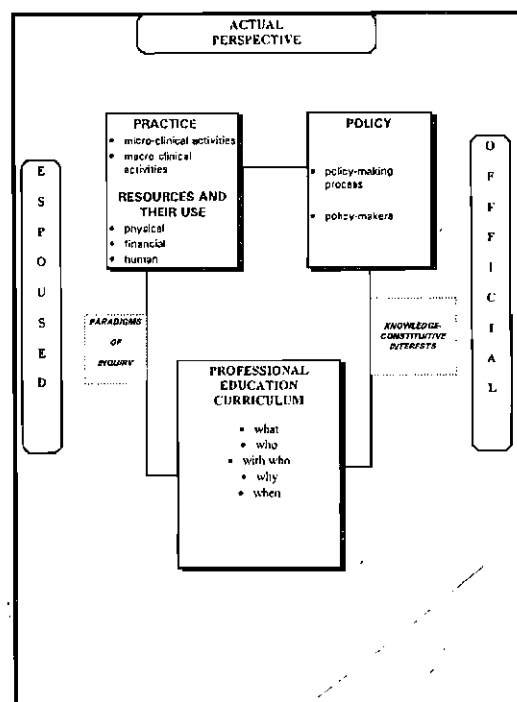 ACTUAL
PERSPECTIVE
PRACTICE
• micro-clinical activities
• macro clinical
activities
RESOURCES AND
THEIR USE
• physical
• financial
• human
POLICY
• policy-making
process
• policy-makers
E
S
P
O
U
S
E
D
O
F
F
F
I
C
I
A
L
PARADIGMS
OF
INQUIRY
KNOWLEDGE-
CONSTITUTIVE
INTERESTS
PROFESSIONAL
EDUCATION
CURRICULUM
• what
• who
• with who
• why
• when